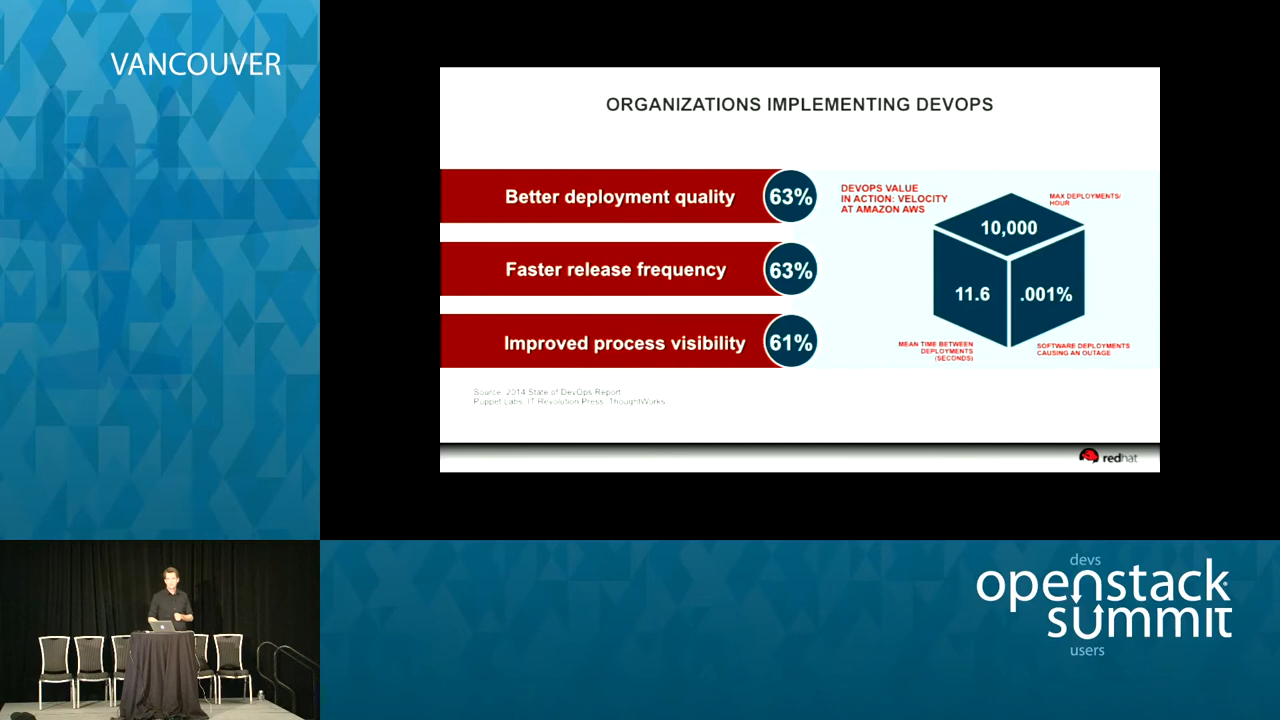 VANCOUVER
ORGANIZATIONS IMPLEMENTING DEVOPS
Better deployment quality 63%
Faster release frequency 63%
Improved process visibility 61%
DEVOPS VALUE
IN ACTION: VELOCITY
AT AMAZON AWS
MAX DEPLOYMENTS/
HOUR
10,000
11.6
.001%
MEAN TIME BETWEEN
DEPLOYMENTS
(SECONDS)
SOFTWARE DEPLOYMENTS
CAUSING AN OUTAGE
Source: 2014 State of DevOps Report
Puppet Labs, IT Revolution Press, ThoughtWorks
redhat
devs
openstack
summit
users